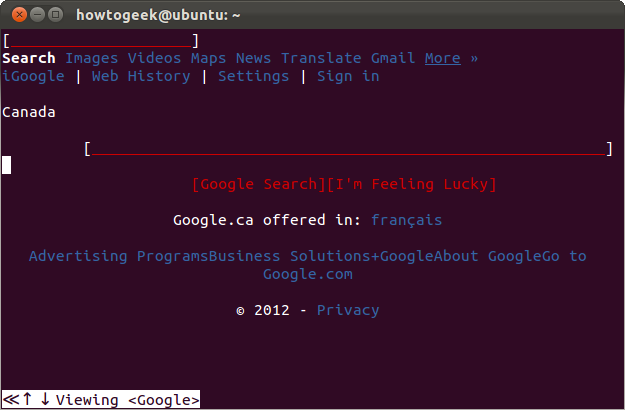 howtogeek@ubuntu: ~
[____________________]
Search Images Videos Maps News Translate Gmail More »
iGoogle | Web History | Settings | Sign in
Canada
[_________________________________________________________]
[Google Search][I'm Feeling Lucky]
Google.ca offered in: français
Advertising ProgramsBusiness Solutions+GoogleAbout GoogleGo to
Google.com
© 2012 - Privacy
≪↑↓Viewing <Google>